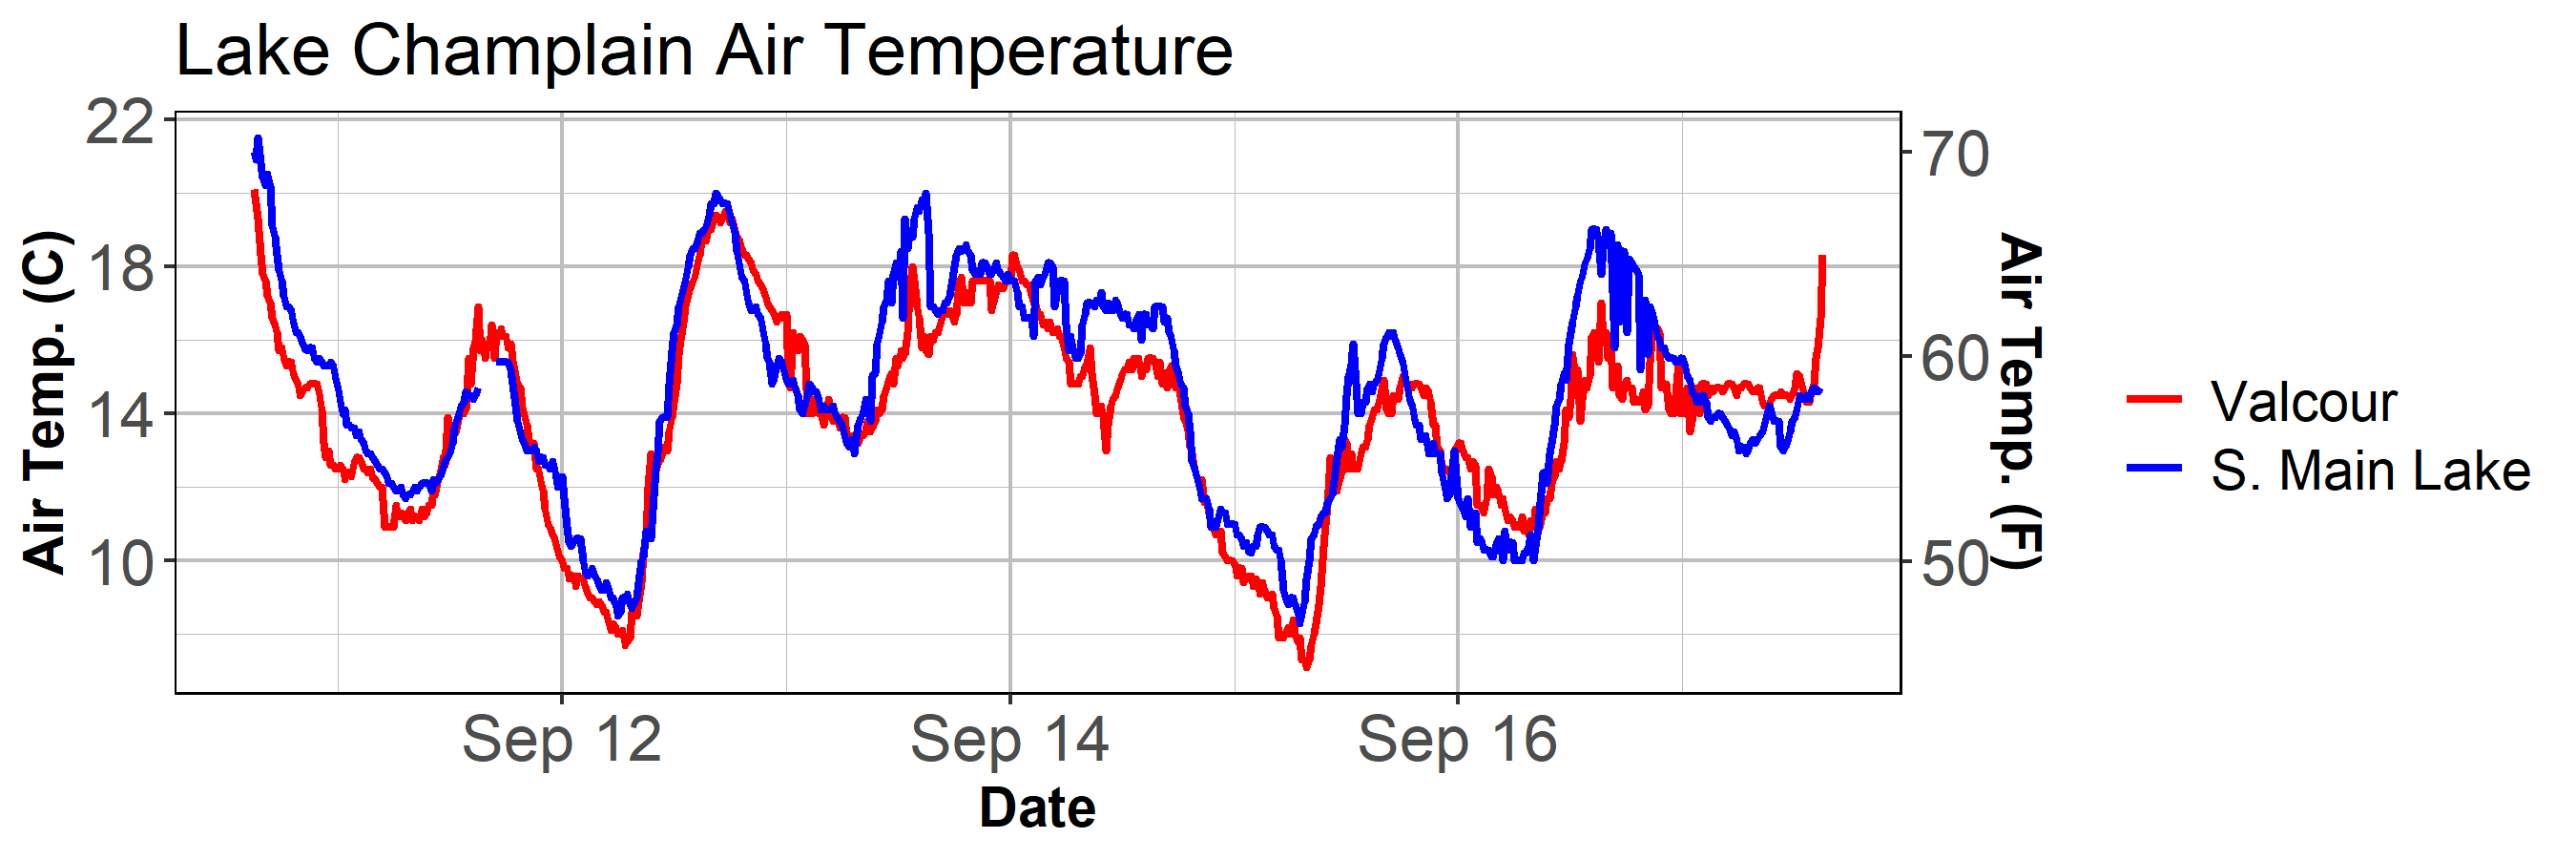 Lake Champlain Air Temperature
22
18
14
10
Air Temp. (C)
70
60
50
Air Temp. (F)
Sep 12
Sep 14
Sep 16
Date
Valcour
S. Main Lake